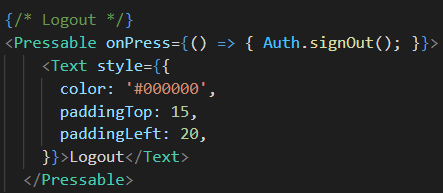 {/* Logout */}
<Pressable onPress={() => { Auth.signOut(); }}>
<Text style={{
color: '#000000',
paddingTop: 15,
paddingLeft: 20,
}}>Logout</Text>
</Pressable>